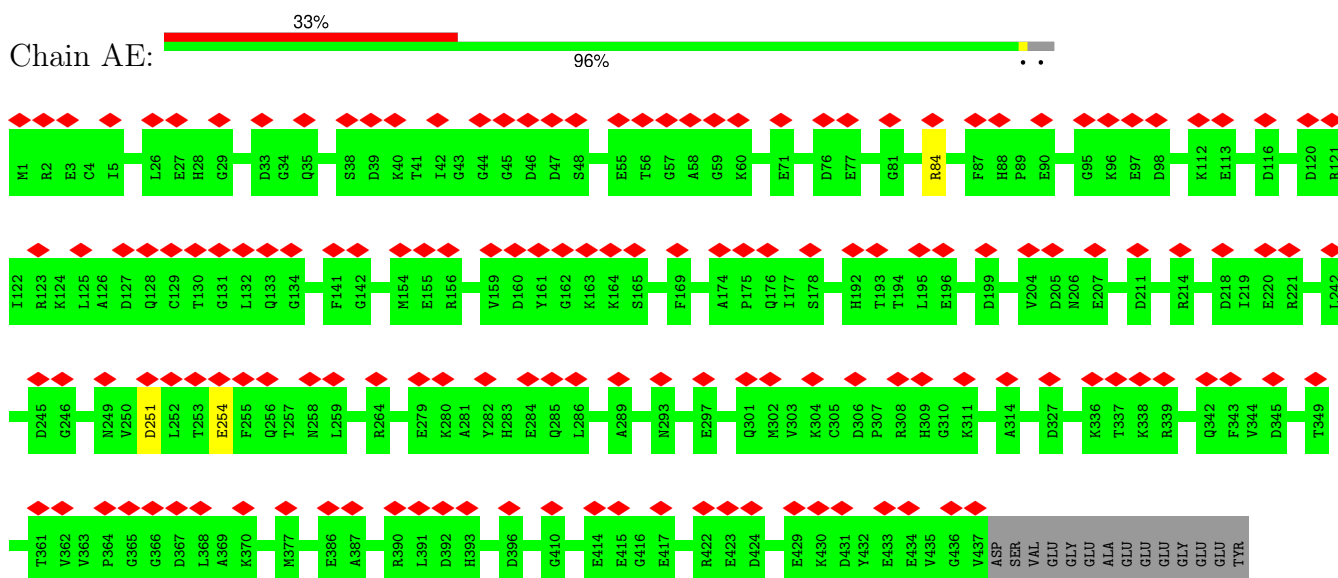 33%
Chain AE:
96%
M1 R2 E3 C4 I5 L26 E27 H28 G29 D33 G34 Q35 S38 D39 K40 T41 I42 G43 G44 G45 D46 D47 S48 E55 T56 G57 A58 G59 K60 E71 D76 E77 G81 R84 F87 H88 P89 E90 G95 K96 E97 D98 K112 E113 D116 D120 R121
I122 R123 K124 L125 A126 D127 Q128 C129 T130 G131 L132 Q133 G134 F141 G142 M154 E155 R156 V159 D160 Y161 G162 K163 K164 S165 F169 A174 P175 Q176 I177 S178 H192 T193 T194 L195 E196 D199 V204 D205 N206 E207 D211 R214 D218 I219 E220 R221 L242
D245 G246 N249 V250 D251 L252 T253 E254 F255 Q256 T257 N258 L259 R264 E279 K280 A281 Y282 H283 E284 Q285 L286 A289 N293 E297 Q301 M302 V303 K304 C305 D306 P307 R308 H309 G310 K311 A314 D327 K336 T337 K338 R339 Q342 F343 V344 D345 T349
T361 V362 V363 P364 G365 G366 D367 L368 A369 K370 M377 E386 A387 R390 L391 D392 H393 D396 G410 E414 E415 G416 E417 R422 E423 D424 E429 K430 D431 Y432 E433 E434 V435 G436 V437 ASP SER VAL GLU GLY GLU ALA GLU GLU GLU GLY GLU GLU TYR